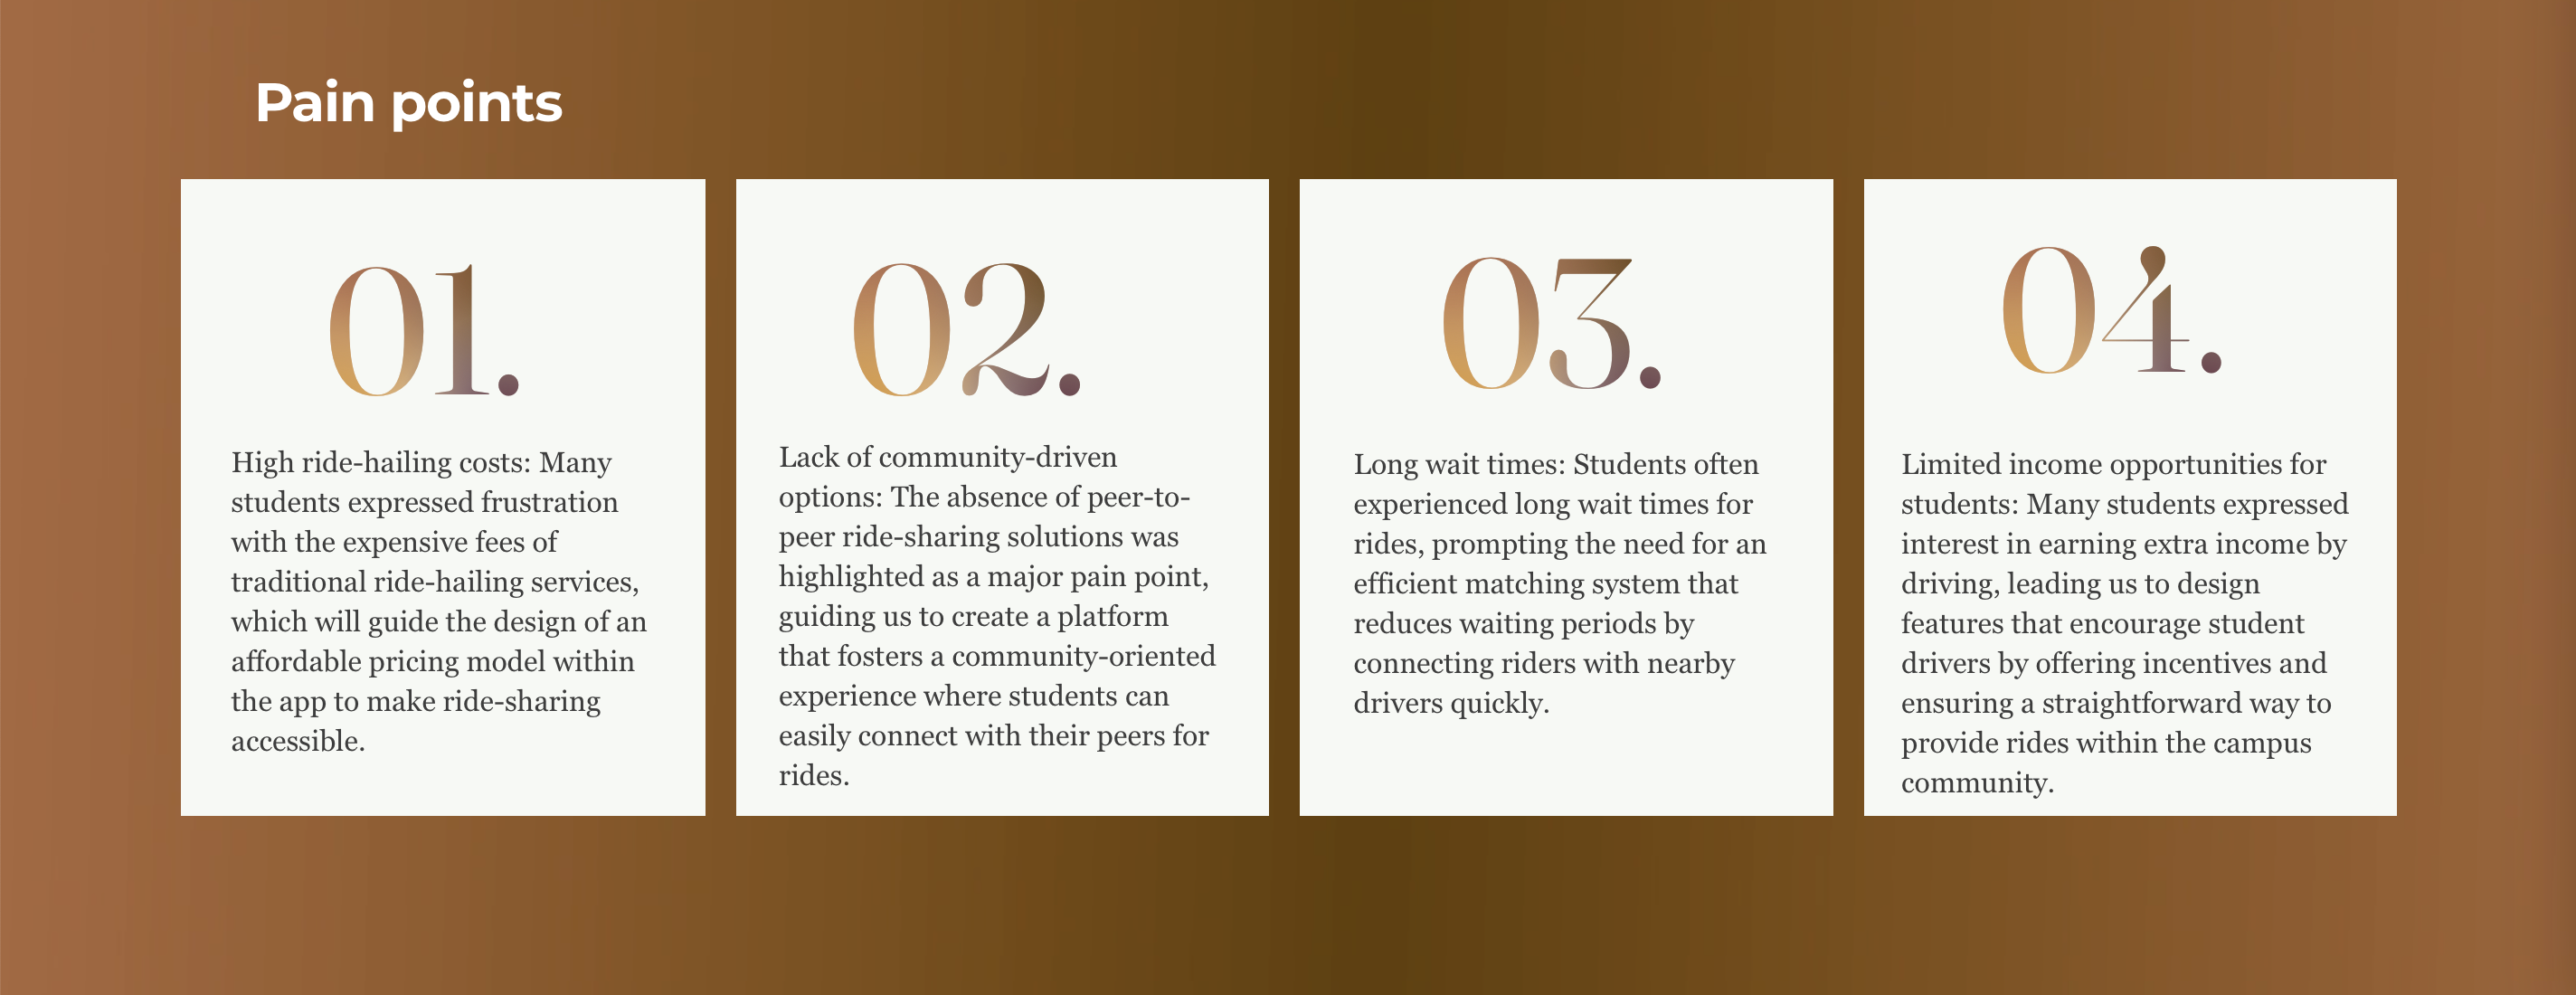 Pain points
01.
High ride-hailing costs: Many
students expressed frustration
with the expensive fees of
traditional ride-hailing services,
which will guide the design of an
affordable pricing model within
the app to make ride-sharing
accessible.
02.
Lack of community-driven
options: The absence of peer-to-
peer ride-sharing solutions was
highlighted as a major pain point,
guiding us to create a platform
that fosters a community-oriented
experience where students can
easily connect with their peers for
rides.
03.
Long wait times: Students often
experienced long wait times for
rides, prompting the need for an
efficient matching system that
reduces waiting periods by
connecting riders with nearby
drivers quickly.
04.
Limited income opportunities for
students: Many students expressed
interest in earning extra income by
driving, leading us to design
features that encourage student
drivers by offering incentives and
ensuring a straightforward way to
provide rides within the campus
community.